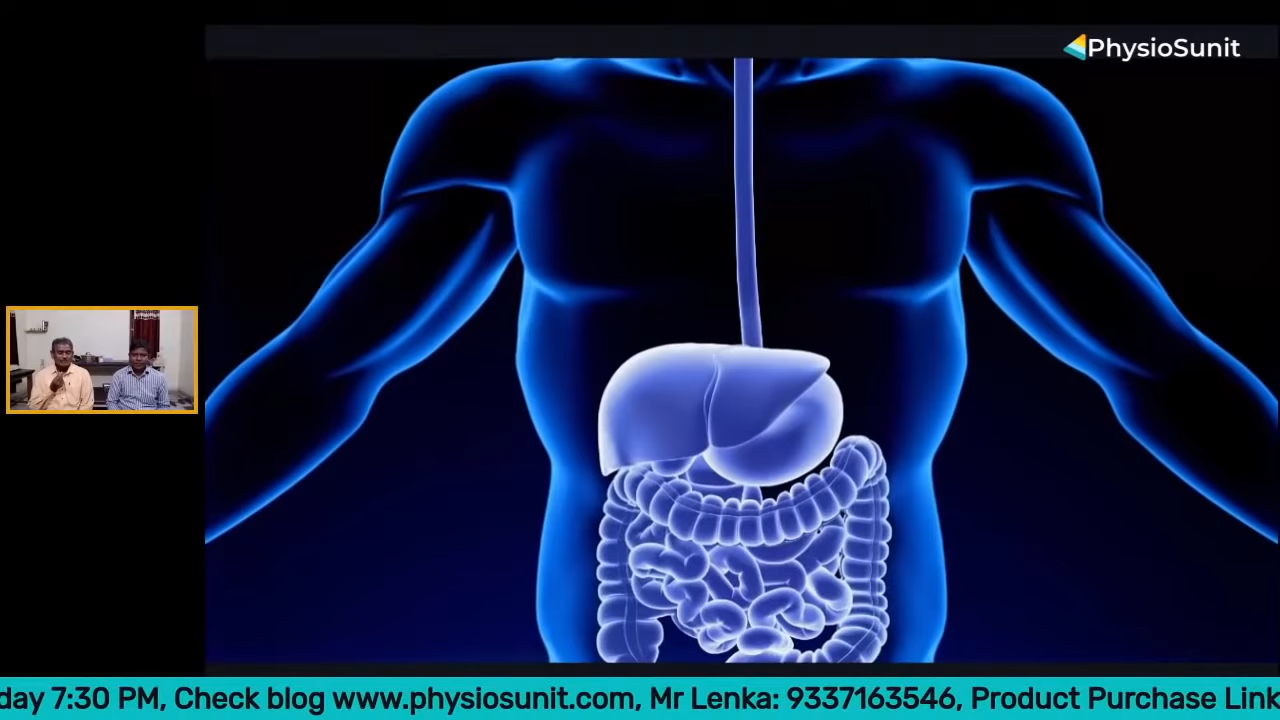 PhysioSunit
day 7:30 PM, Check blog www.physiosunit.com, Mr Lenka: 9337163546, Product Purchase Link